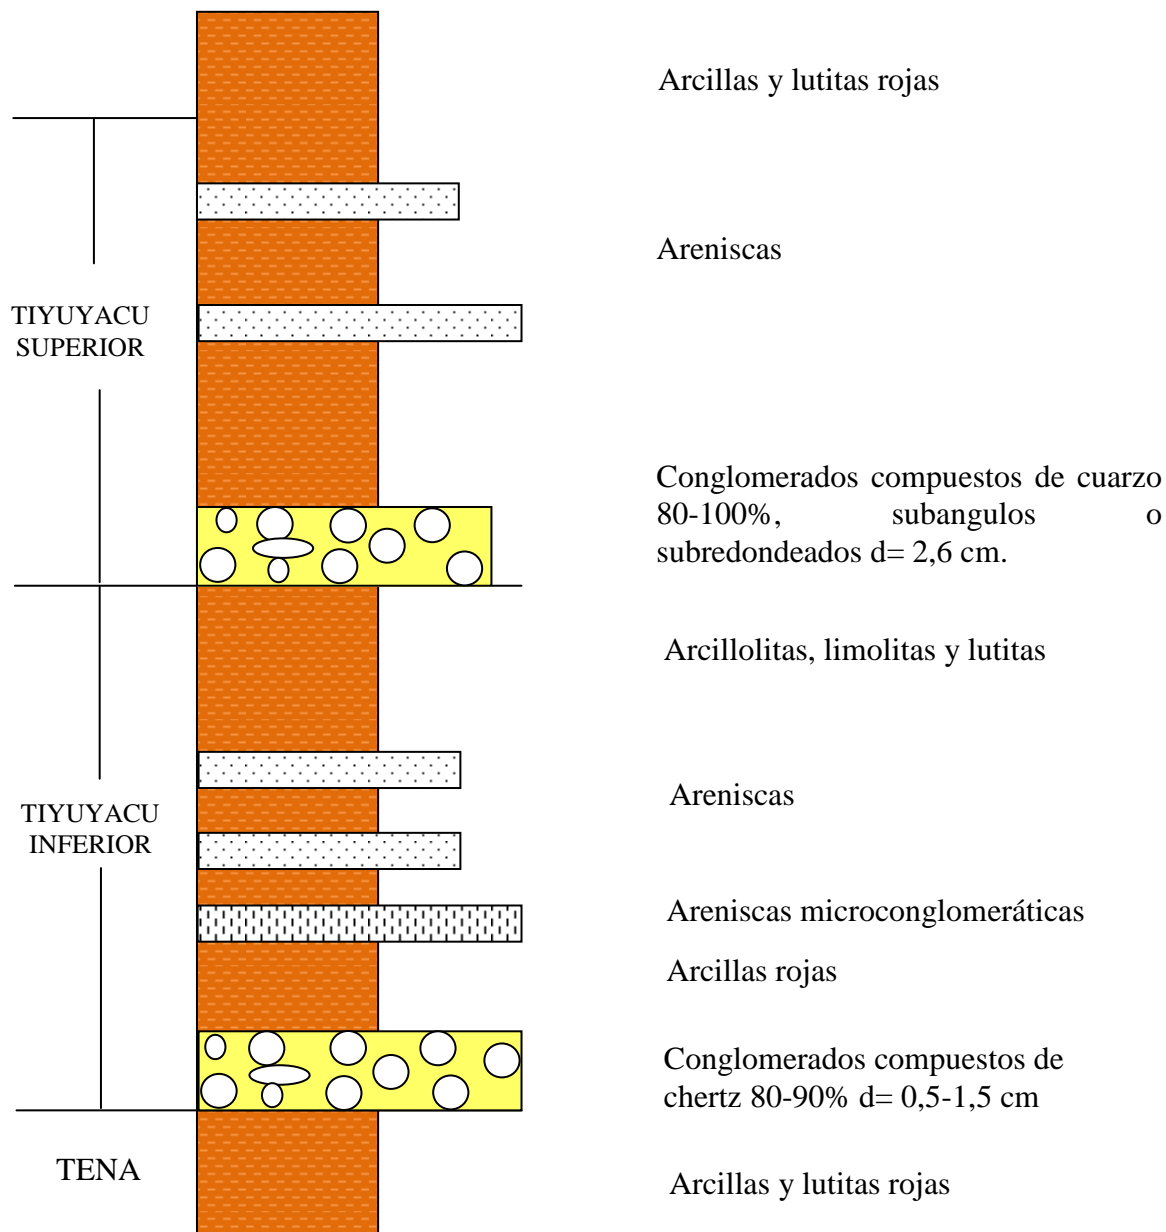 Arcillas y lutitas rojas
Areniscas
TIYUYACU
SUPERIOR
Conglomerados compuestos de cuarzo
80-100%, subangulos o
subredondeados d= 2,6 cm.
Arcillolitas, limolitas y lutitas
Areniscas
TIYUYACU
INFERIOR
Areniscas microconglomeráticas
Arcillas rojas
Conglomerados compuestos de
chertz 80-90% d= 0,5-1,5 cm
TENA
Arcillas y lutitas rojas